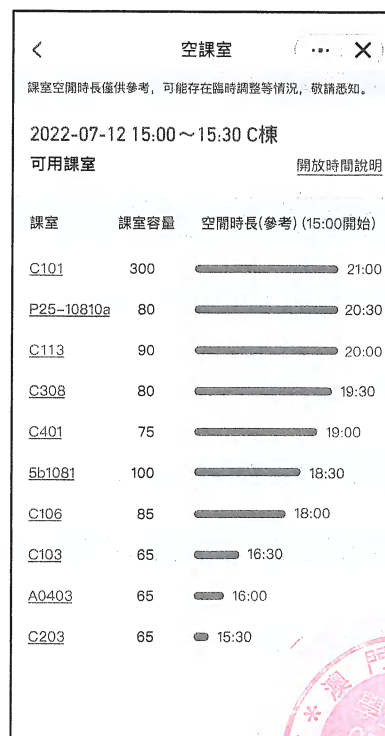 空課室
課室空閒時長僅供參考，可能存在臨時調整等情況，敬請悉知。
2022-07-12 15:00～15:30 C棟
可用課室
開放時間說明
課室 課室容量 空閒時長(參考) (15:00開始)
C101 300 21:00
P25-10810a 80 20:30
C113 90 20:00
C308 80 19:30
C401 75 19:00
5b1081 100 18:30
C106 85 18:00
C103 65 16:30
A0403 65 16:00
C203 65 15:30
澳門